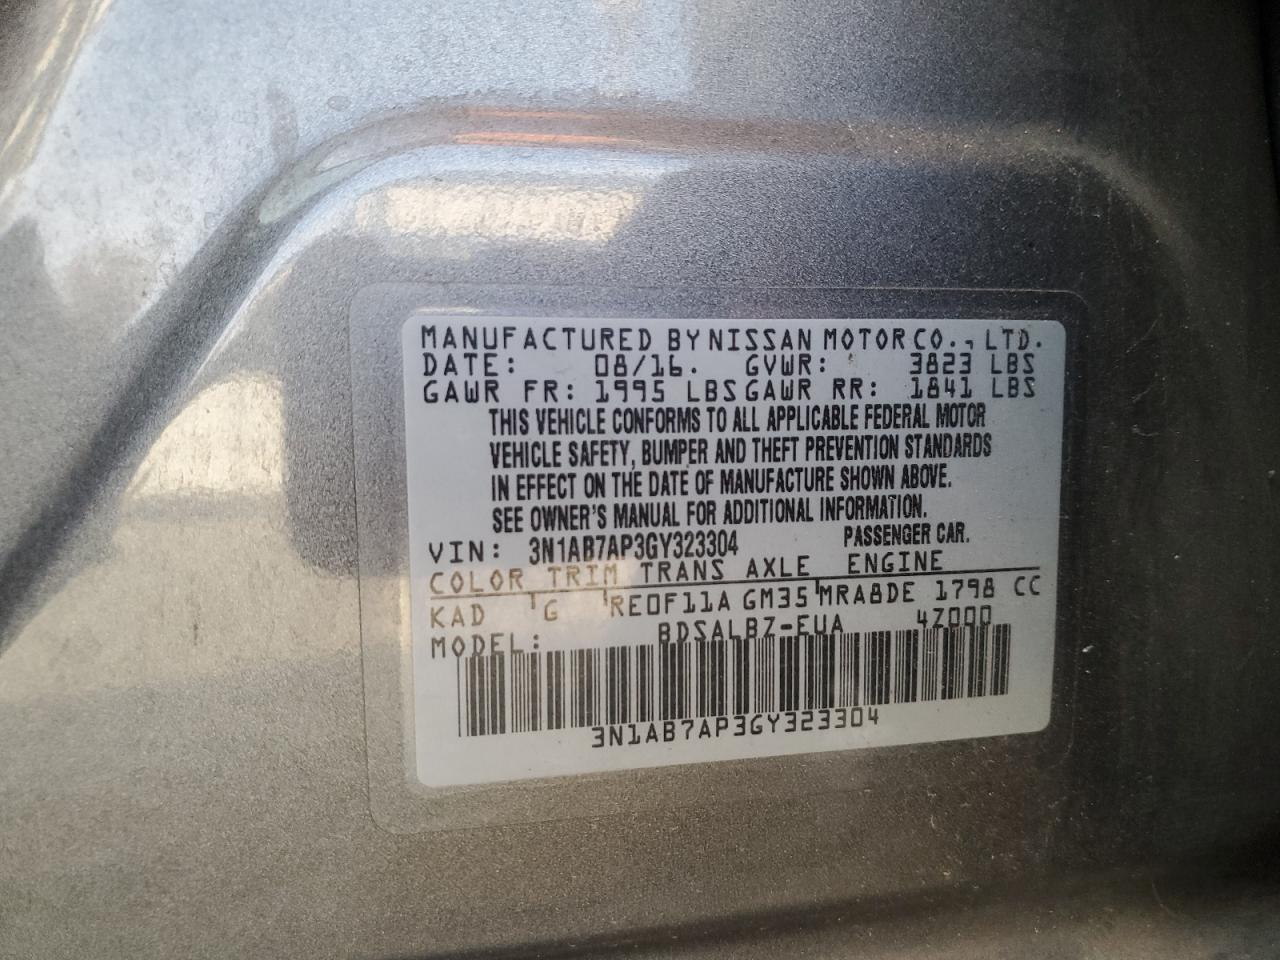 MANUFACTURED BY NISSAN MOTOR CO., LTD.
DATE: 08/16. GVWR: 3823 LBS
GAWR FR: 1995 LBS GAWR RR: 1841 LBS
THIS VEHICLE CONFORMS TO ALL APPLICABLE FEDERAL MOTOR
VEHICLE SAFETY, BUMPER AND THEFT PREVENTION STANDARDS
IN EFFECT ON THE DATE OF MANUFACTURE SHOWN ABOVE.
SEE OWNER'S MANUAL FOR ADDITIONAL INFORMATION.
VIN: 3N1AB7AP3GY323304 PASSENGER CAR.
COLOR TRIM TRANS AXLE ENGINE
KAD G RE0F11A GM35 MRA8DE 1798 CC
MODEL: BDSALBZ-EUA 4Z000
3N1AB7AP3GY323304